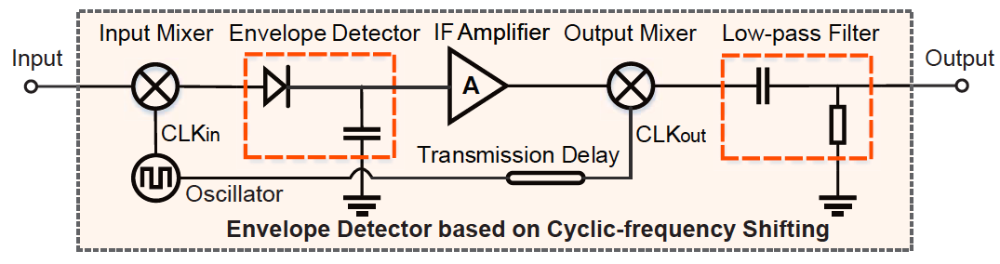 Input Mixer Envelope Detector IF Amplifier Output Mixer Low-pass Filter
Input Output
A
CLKin CLKout
Transmission Delay
Oscillator
Envelope Detector based on Cyclic-frequency Shifting